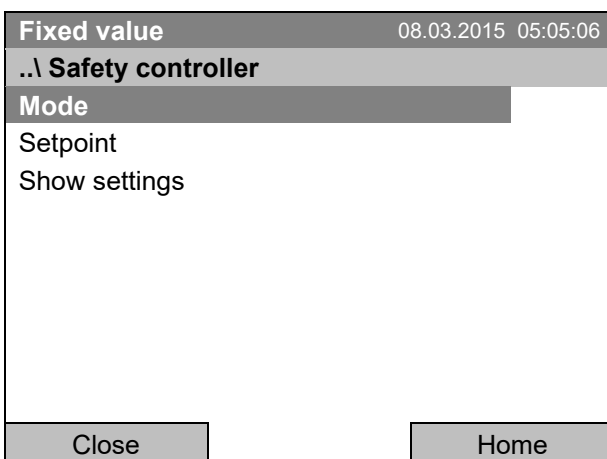 Fixed value 08.03.2015 05:05:06
..\ Safety controller
Mode
Setpoint
Show settings
Close Home